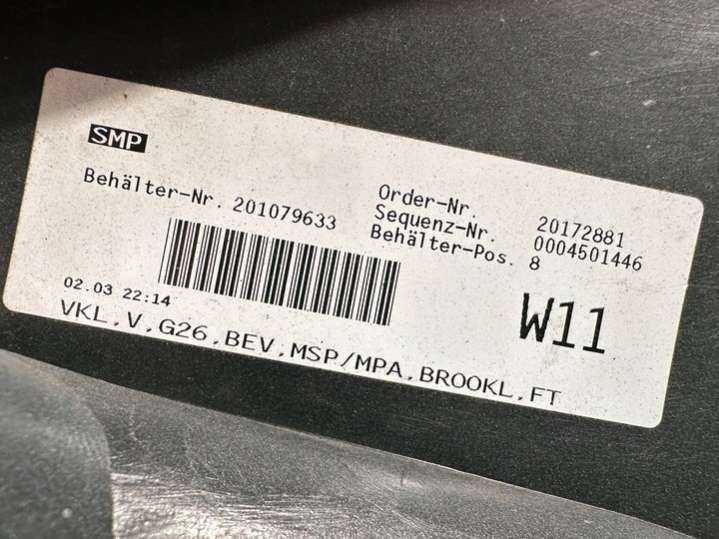 SMP
Behälter-Nr. 201079633
Order-Nr. 20172881
Sequenz-Nr. 0004501446
Behälter-Pos. 8
02.03 22:14
W11
VKL,V,G26,BEV,MSP/MPA,BROOKL,FT